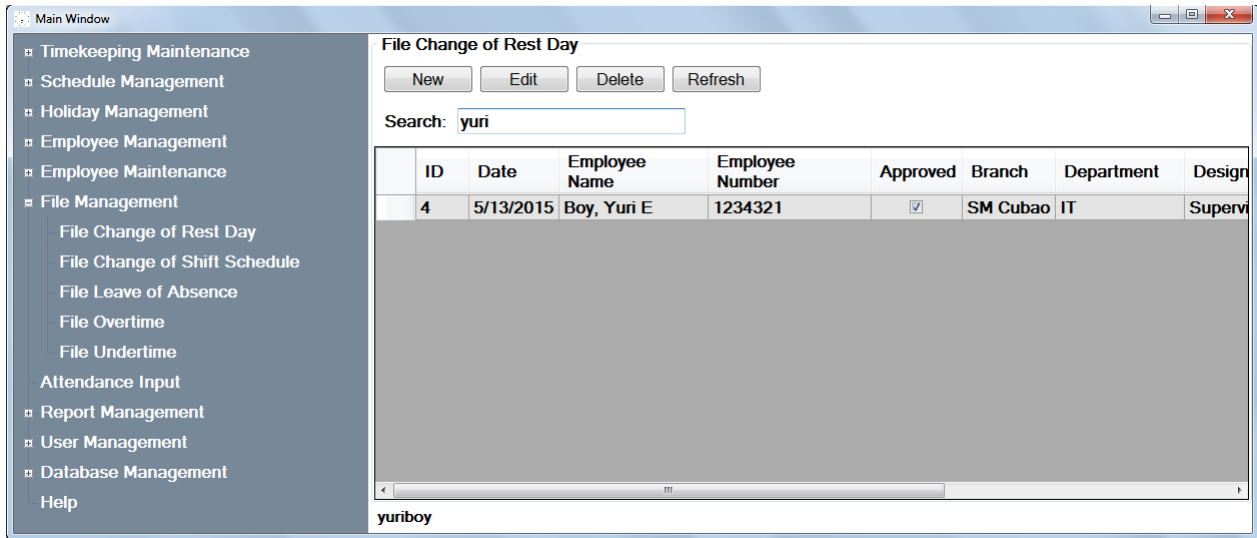 Main Window
Timekeeping Maintenance
Schedule Management
Holiday Management
Employee Management
Employee Maintenance
File Management
File Change of Rest Day
File Change of Shift Schedule
File Leave of Absence
File Overtime
File Undertime
Attendance Input
Report Management
User Management
Database Management
Help
File Change of Rest Day
New Edit Delete Refresh
Search: yuri
ID Date Employee Name Employee Number Approved Branch Department Design
4 5/13/2015 Boy, Yuri E 1234321 SM Cubao IT Supervi
yuriboy